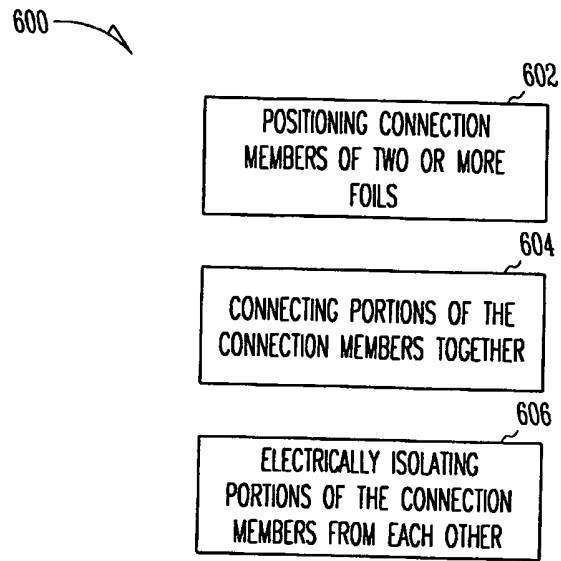 600
602
POSITIONING CONNECTION
MEMBERS OF TWO OR MORE
FOILS
604
CONNECTING PORTIONS OF THE
CONNECTION MEMBERS TOGETHER
606
ELECTRICALLY ISOLATING
PORTIONS OF THE CONNECTION
MEMBERS FROM EACH OTHER